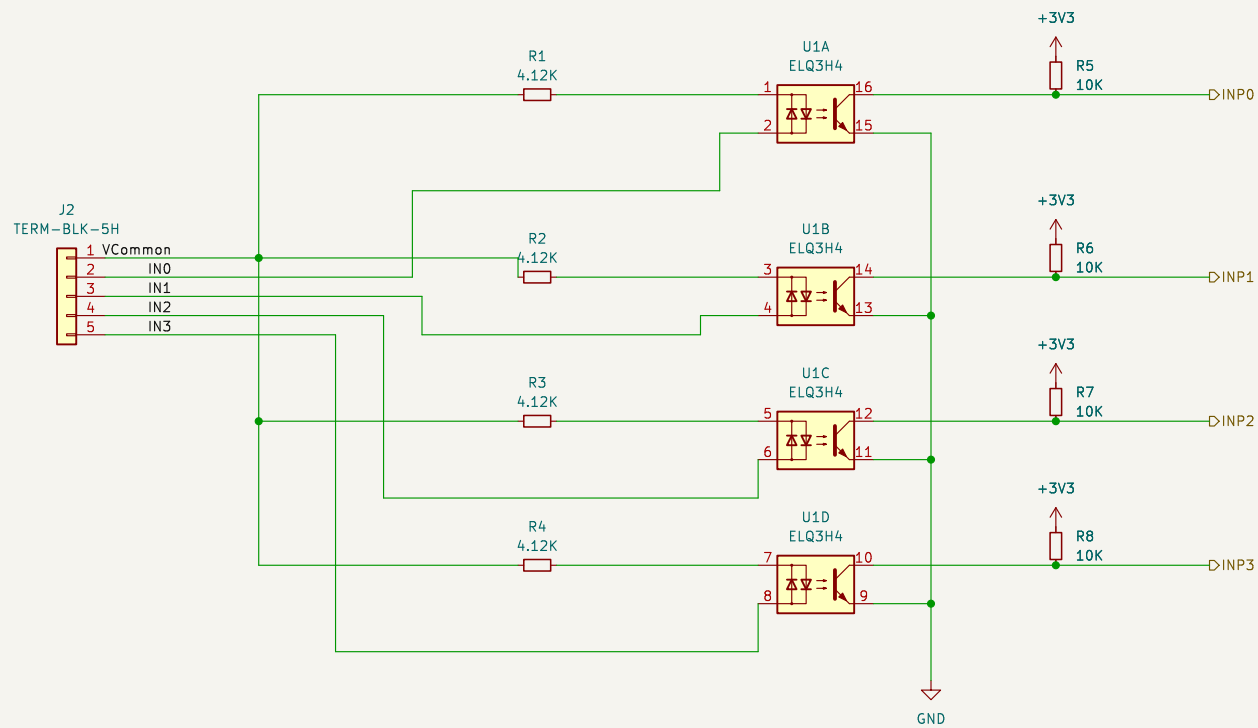 +3V3
R1
4.12K
U1A
ELQ3H4
R5
10K
1
16
INP0
2
15
J2
TERM-BLK-5H
1 VCommon
2 IN0
3 IN1
4 IN2
5 IN3
+3V3
R2
4.12K
U1B
ELQ3H4
R6
10K
3
14
INP1
4
13
+3V3
R3
4.12K
U1C
ELQ3H4
R7
10K
5
12
INP2
6
11
+3V3
R4
4.12K
U1D
ELQ3H4
R8
10K
7
10
INP3
8
9
GND